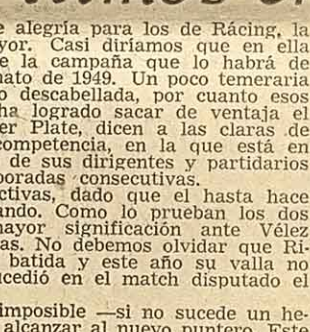 e alegría para los de Rácing, la
yor. Casi diríamos que en ella
e la campaña que lo habrá de
nato de 1949. Un poco temeraria
o descabellada, por cuanto esos
ha logrado sacar de ventaja el
er Plate, dicen a las claras de
competencia, en la que está en
de sus dirigentes y partidarios
poradas consecutivas.
ctivas, dado que el hasta hace
ando. Como lo prueban los dos
mayor significación ante Vélez
as. No debemos olvidar que Ri-
batida y este año su valla no
ucedió en el match disputado el
imposible —si no sucede un he-
alcanzar al nuevo puntero. Este